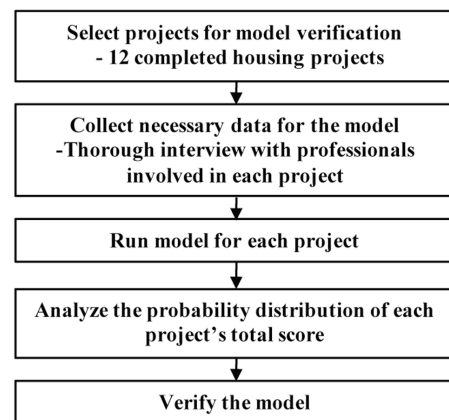 Select projects for model verification
- 12 completed housing projects
Collect necessary data for the model
-Thorough interview with professionals
involved in each project
Run model for each project
Analyze the probability distribution of each
project's total score
Verify the model